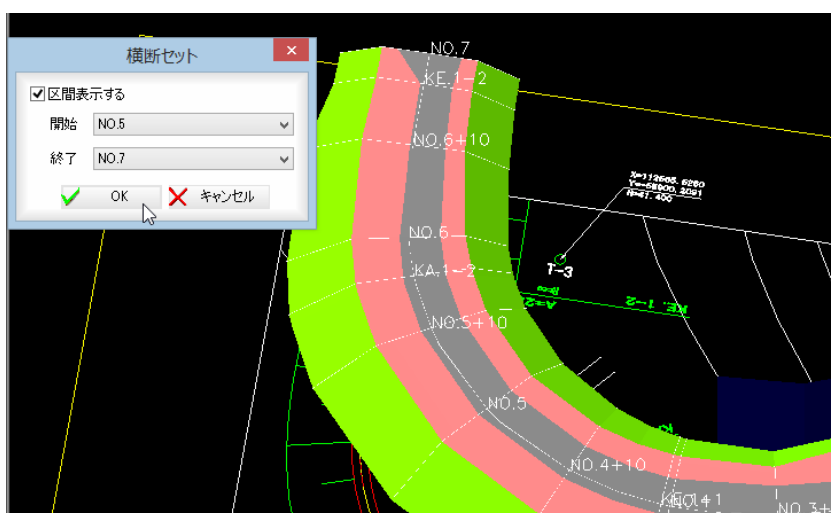 横断セット
区間表示する
開始 NO.5
終了 NO.7
OK キャンセル
NO.7
KE.1-2
NO.6+10
NO.6
KA.1-2
NO.5+10
NO.5
NO.4+10
T-3
KE. 1-2